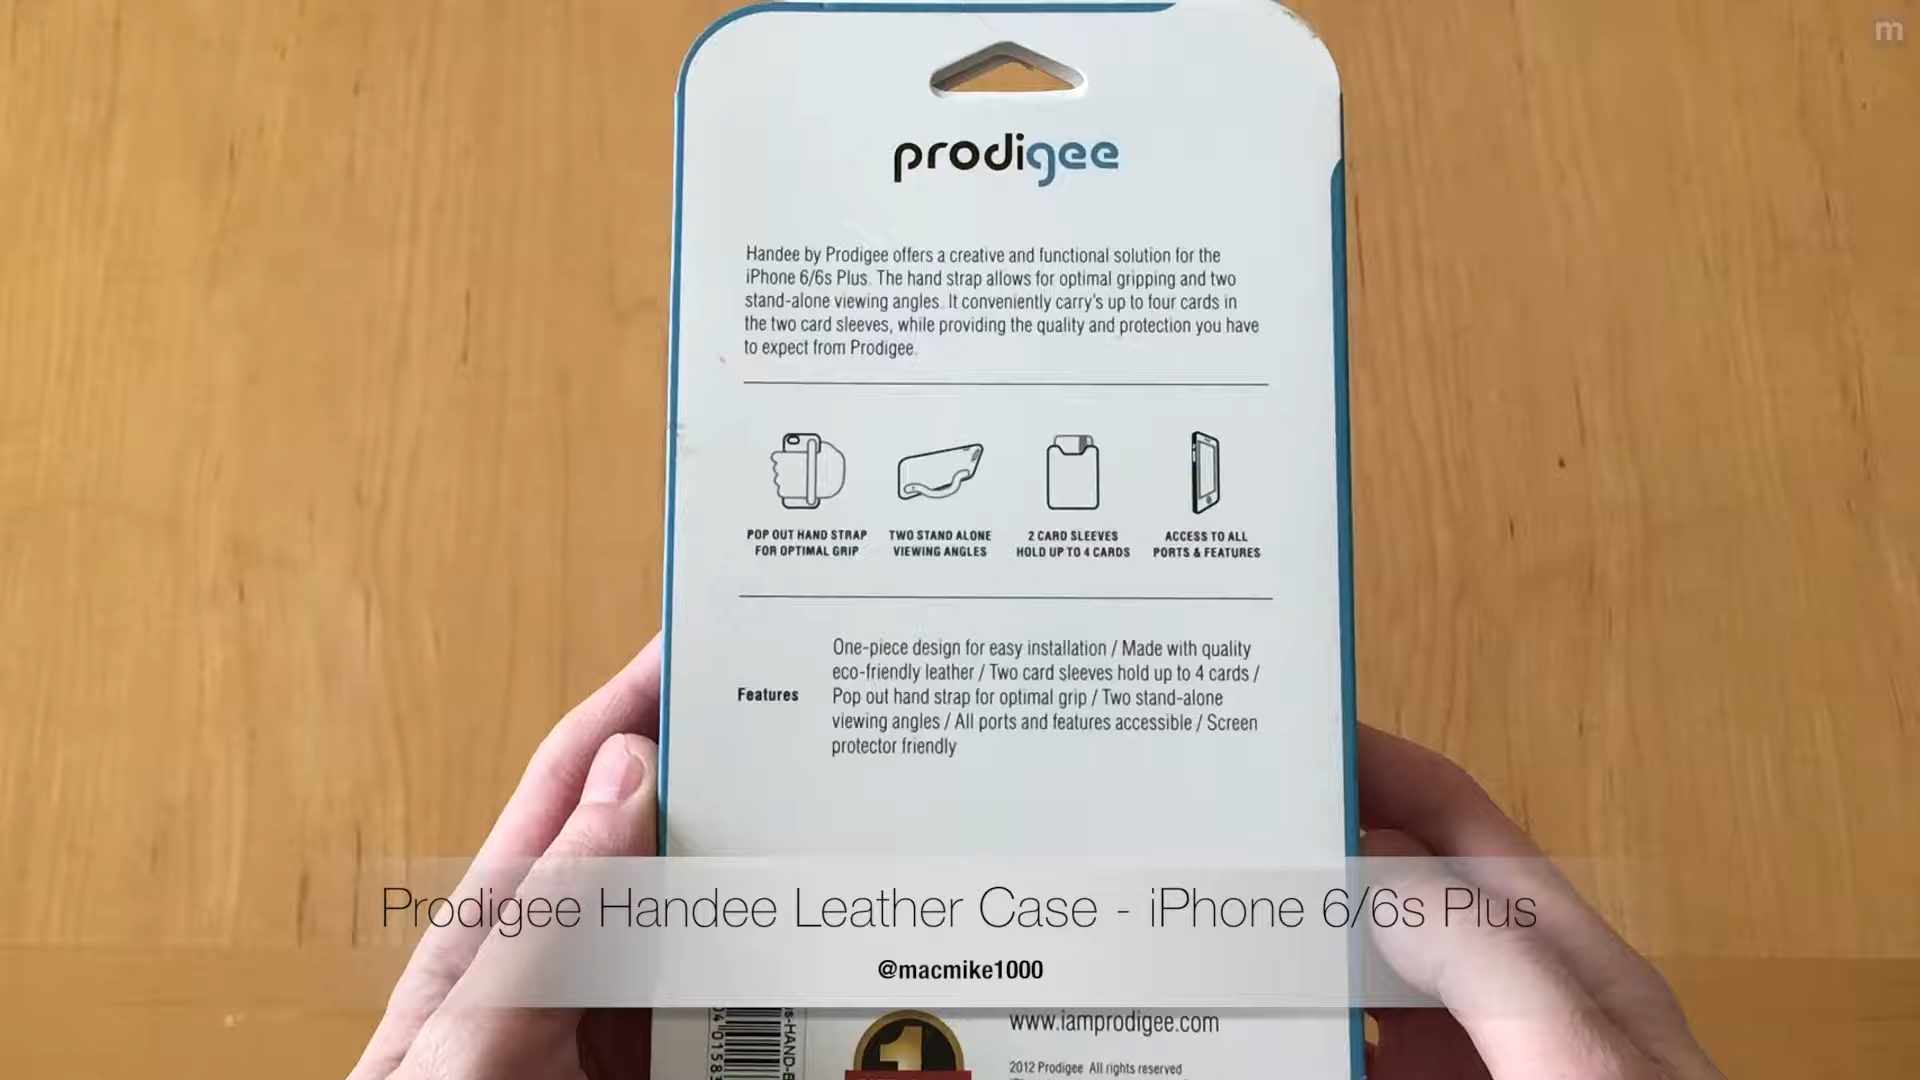 m
prodigee
Handee by Prodigee offers a creative and functional solution for the
iPhone 6/6s Plus. The hand strap allows for optimal gripping and two
stand-alone viewing angles. It conveniently carry's up to four cards in
the two card sleeves, while providing the quality and protection you have
to expect from Prodigee.
POP OUT HAND STRAP
FOR OPTIMAL GRIP
TWO STAND ALONE
VIEWING ANGLES
2 CARD SLEEVES
HOLD UP TO 4 CARDS
ACCESS TO ALL
PORTS & FEATURES
Features
One-piece design for easy installation / Made with quality
eco-friendly leather / Two card sleeves hold up to 4 cards /
Pop out hand strap for optimal grip / Two stand-alone
viewing angles / All ports and features accessible / Screen
protector friendly
Prodigee Handee Leather Case - iPhone 6/6s Plus
@macmike1000
1
www.iamprodigee.com
2012 Prodigee All rights reserved